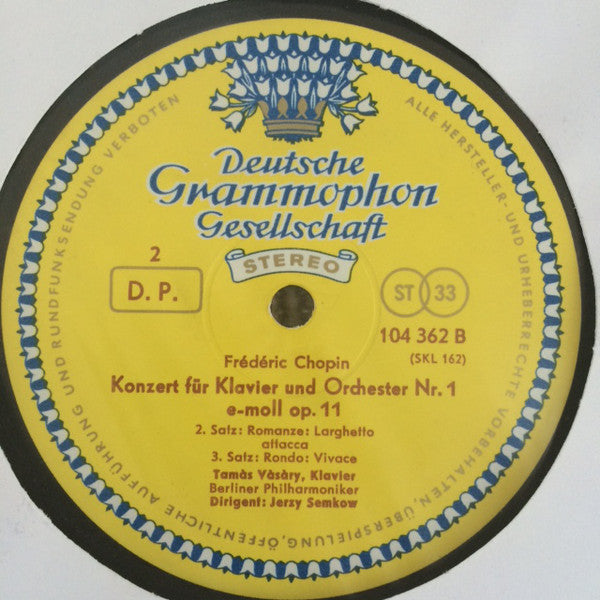 Deutsche
Grammophon
Gesellschaft
STEREO
2
D. P.
ST 33
104 362 B
(SKL 162)
Frédéric Chopin
Konzert für Klavier und Orchester Nr. 1
e-moll op. 11
2. Satz: Romanze: Larghetto
attacca
3. Satz: Rondo: Vivace
Tamàs Vàsàry, Klavier
Berliner Philharmoniker
Dirigent: Jerzy Semkow
ALLE HERSTELLER- UND URHEBERRECHTE VORBEHALTEN, ÜBERSPIELUNG, ÖFFENTLICHE AUFFÜHRUNG UND RUNDFUNKSENDUNG VERBOTEN